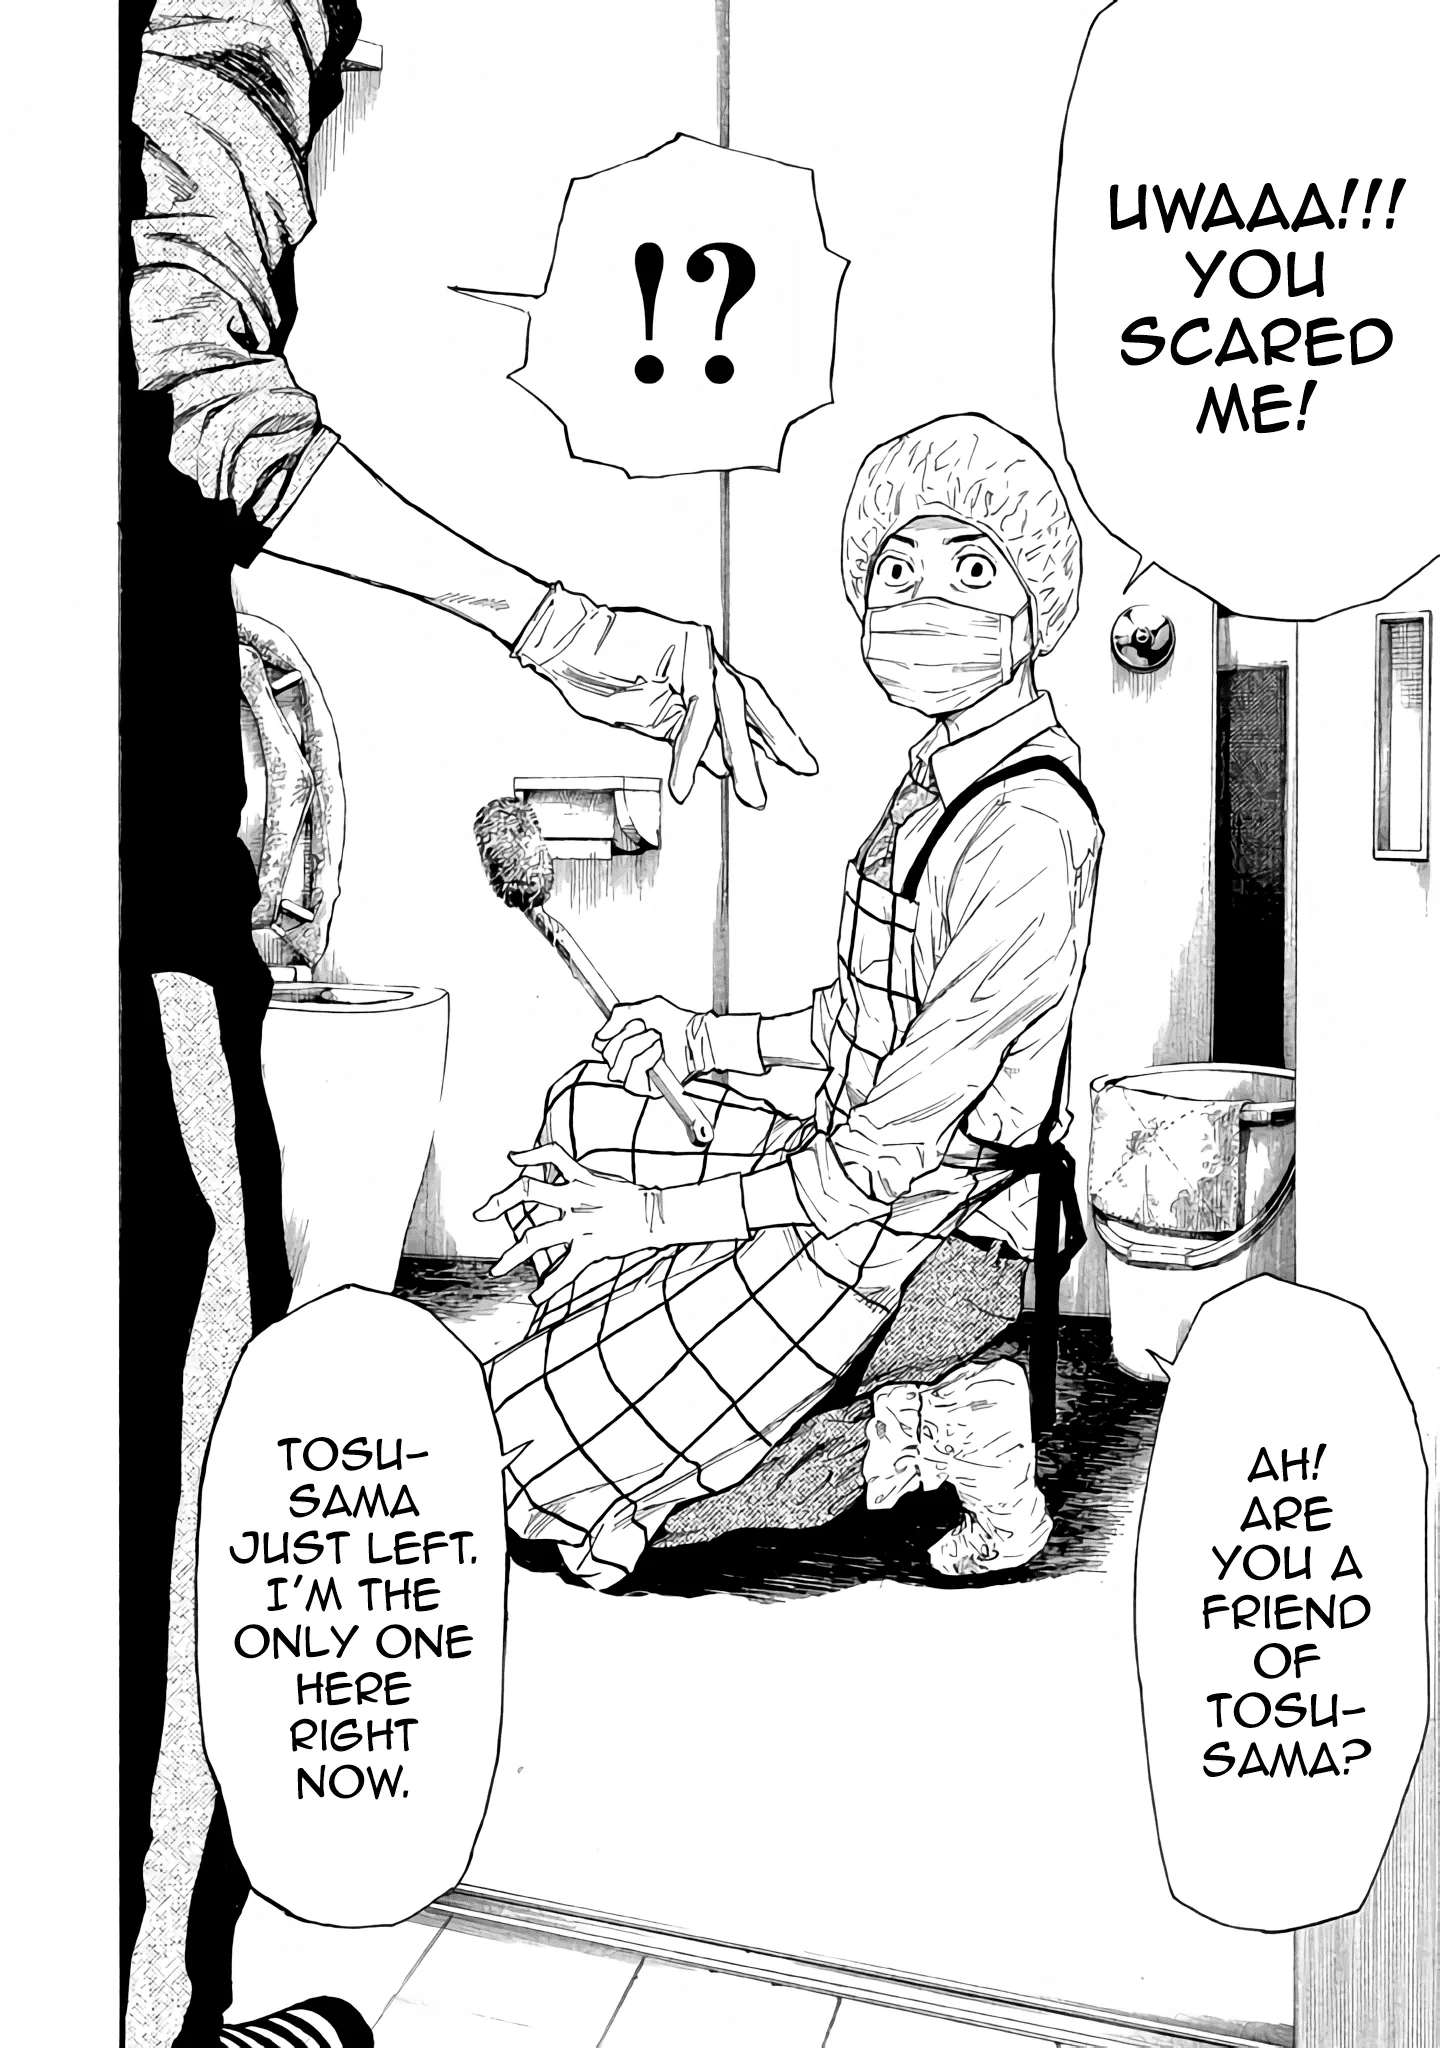 UWAAA!!!
YOU
SCARED
ME!
!?
AH!
ARE
YOU A
FRIEND
OF
TOSU-
SAMA?
TOSU-
SAMA
JUST LEFT.
I'M THE
ONLY ONE
HERE
RIGHT
NOW.